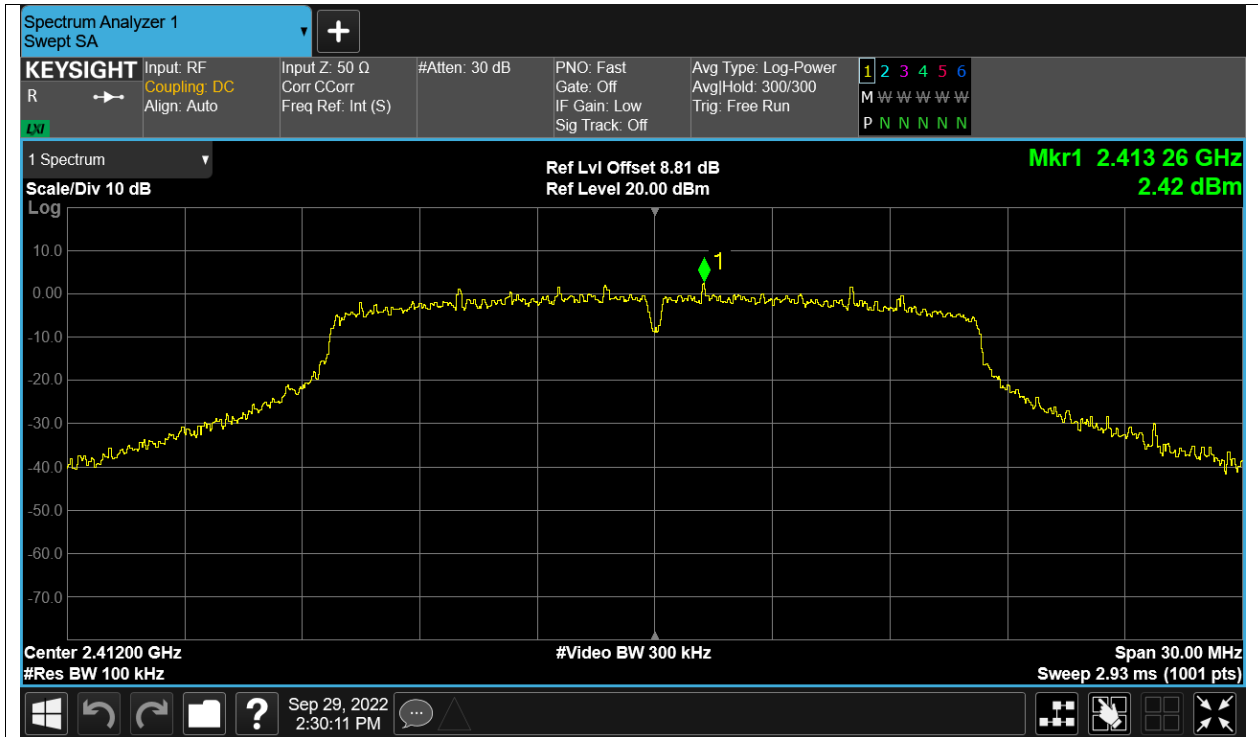 Spectrum Analyzer 1
Swept SA
+
KEYSIGHT
R
LXI
Input: RF
Coupling: DC
Align: Auto
Input Z: 50 Ω
Corr CCorr
Freq Ref: Int (S)
#Atten: 30 dB
PNO: Fast
Gate: Off
IF Gain: Low
Sig Track: Off
Avg Type: Log-Power
Avg|Hold: 300/300
Trig: Free Run
1 2 3 4 5 6
M W W W W W W
P N N N N N N
1 Spectrum
Scale/Div 10 dB
Log
Ref Lvl Offset 8.81 dB
Ref Level 20.00 dBm
Mkr1 2.413 26 GHz
2.42 dBm
1
10.0
0.00
-10.0
-20.0
-30.0
-40.0
-50.0
-60.0
-70.0
Center 2.41200 GHz
#Res BW 100 kHz
#Video BW 300 kHz
Span 30.00 MHz
Sweep 2.93 ms (1001 pts)
?
Sep 29, 2022
2:30:11 PM